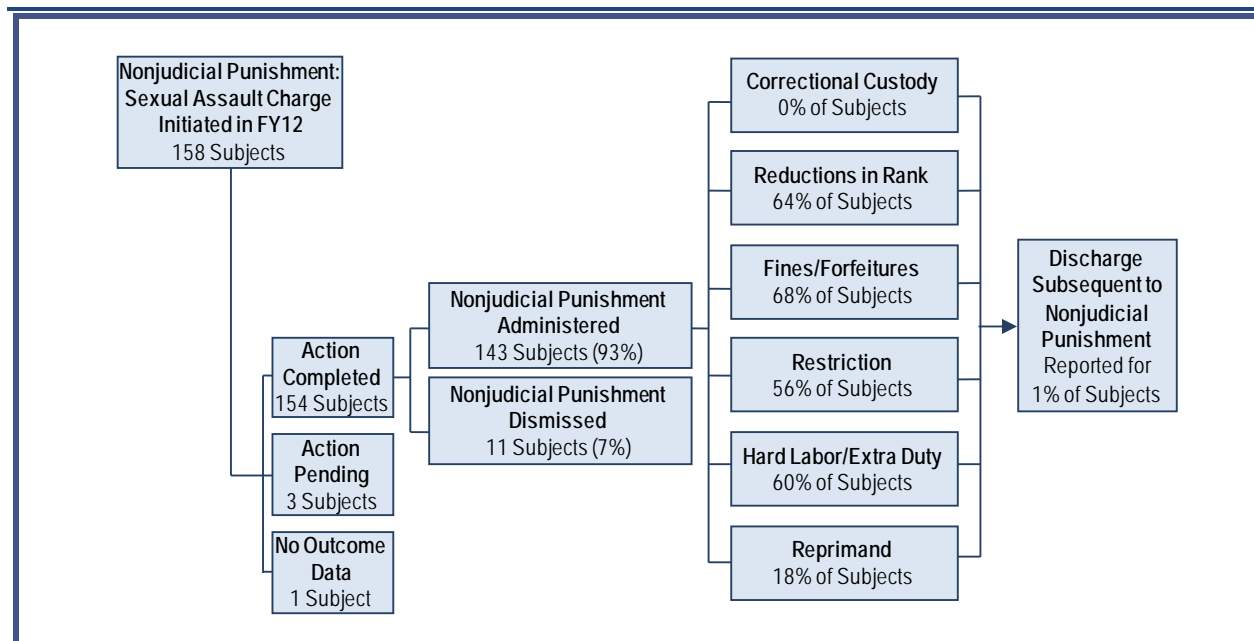 Nonjudicial Punishment:
Sexual Assault Charge
Initiated in FY12
158 Subjects
Action
Completed
154 Subjects
Action
Pending
3 Subjects
No Outcome
Data
1 Subject
Nonjudicial Punishment
Administered
143 Subjects (93%)
Nonjudicial Punishment
Dismissed
11 Subjects (7%)
Correctional Custody
0% of Subjects
Reductions in Rank
64% of Subjects
Fines/Forfeitures
68% of Subjects
Restriction
56% of Subjects
Hard Labor/Extra Duty
60% of Subjects
Reprimand
18% of Subjects
Discharge
Subsequent to
Nonjudicial
Punishment
Reported for
1% of Subjects